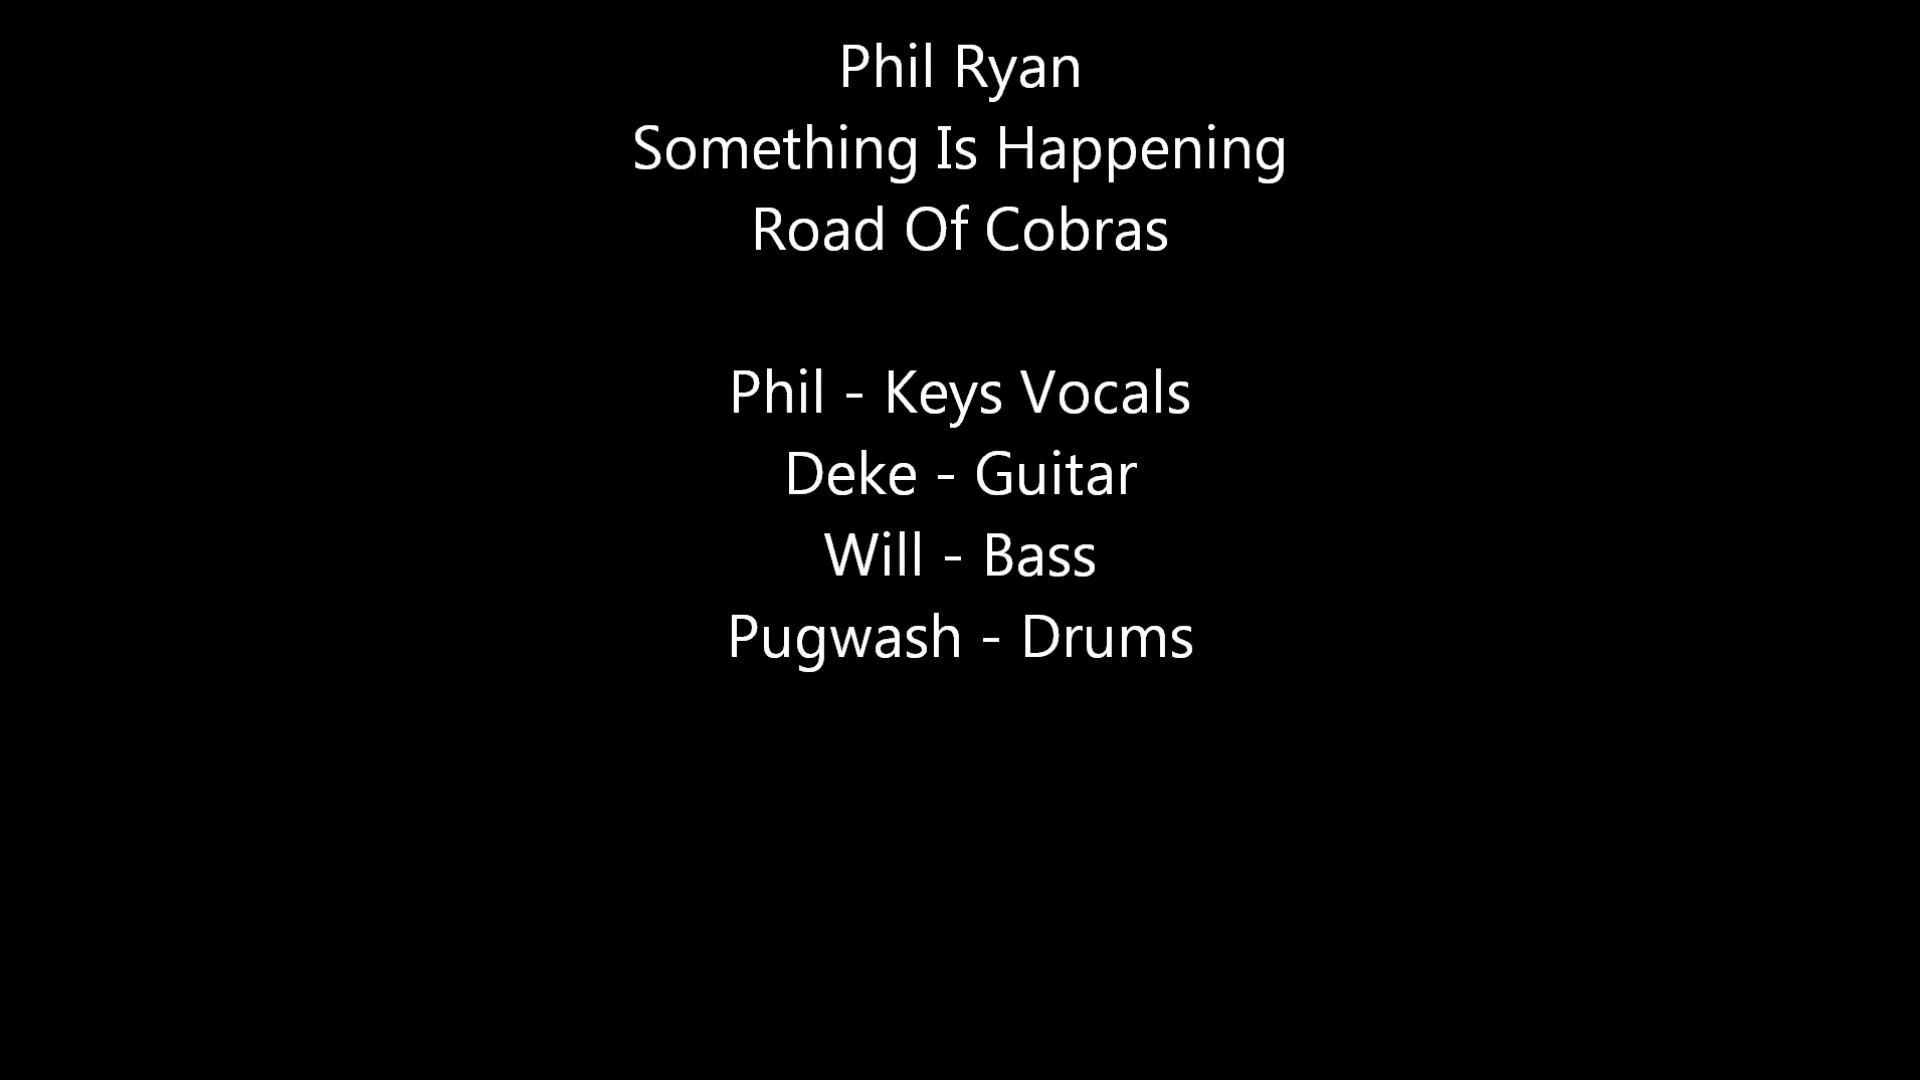 Phil Ryan
Something Is Happening
Road Of Cobras
Phil - Keys Vocals
Deke - Guitar
Will - Bass
Pugwash - Drums